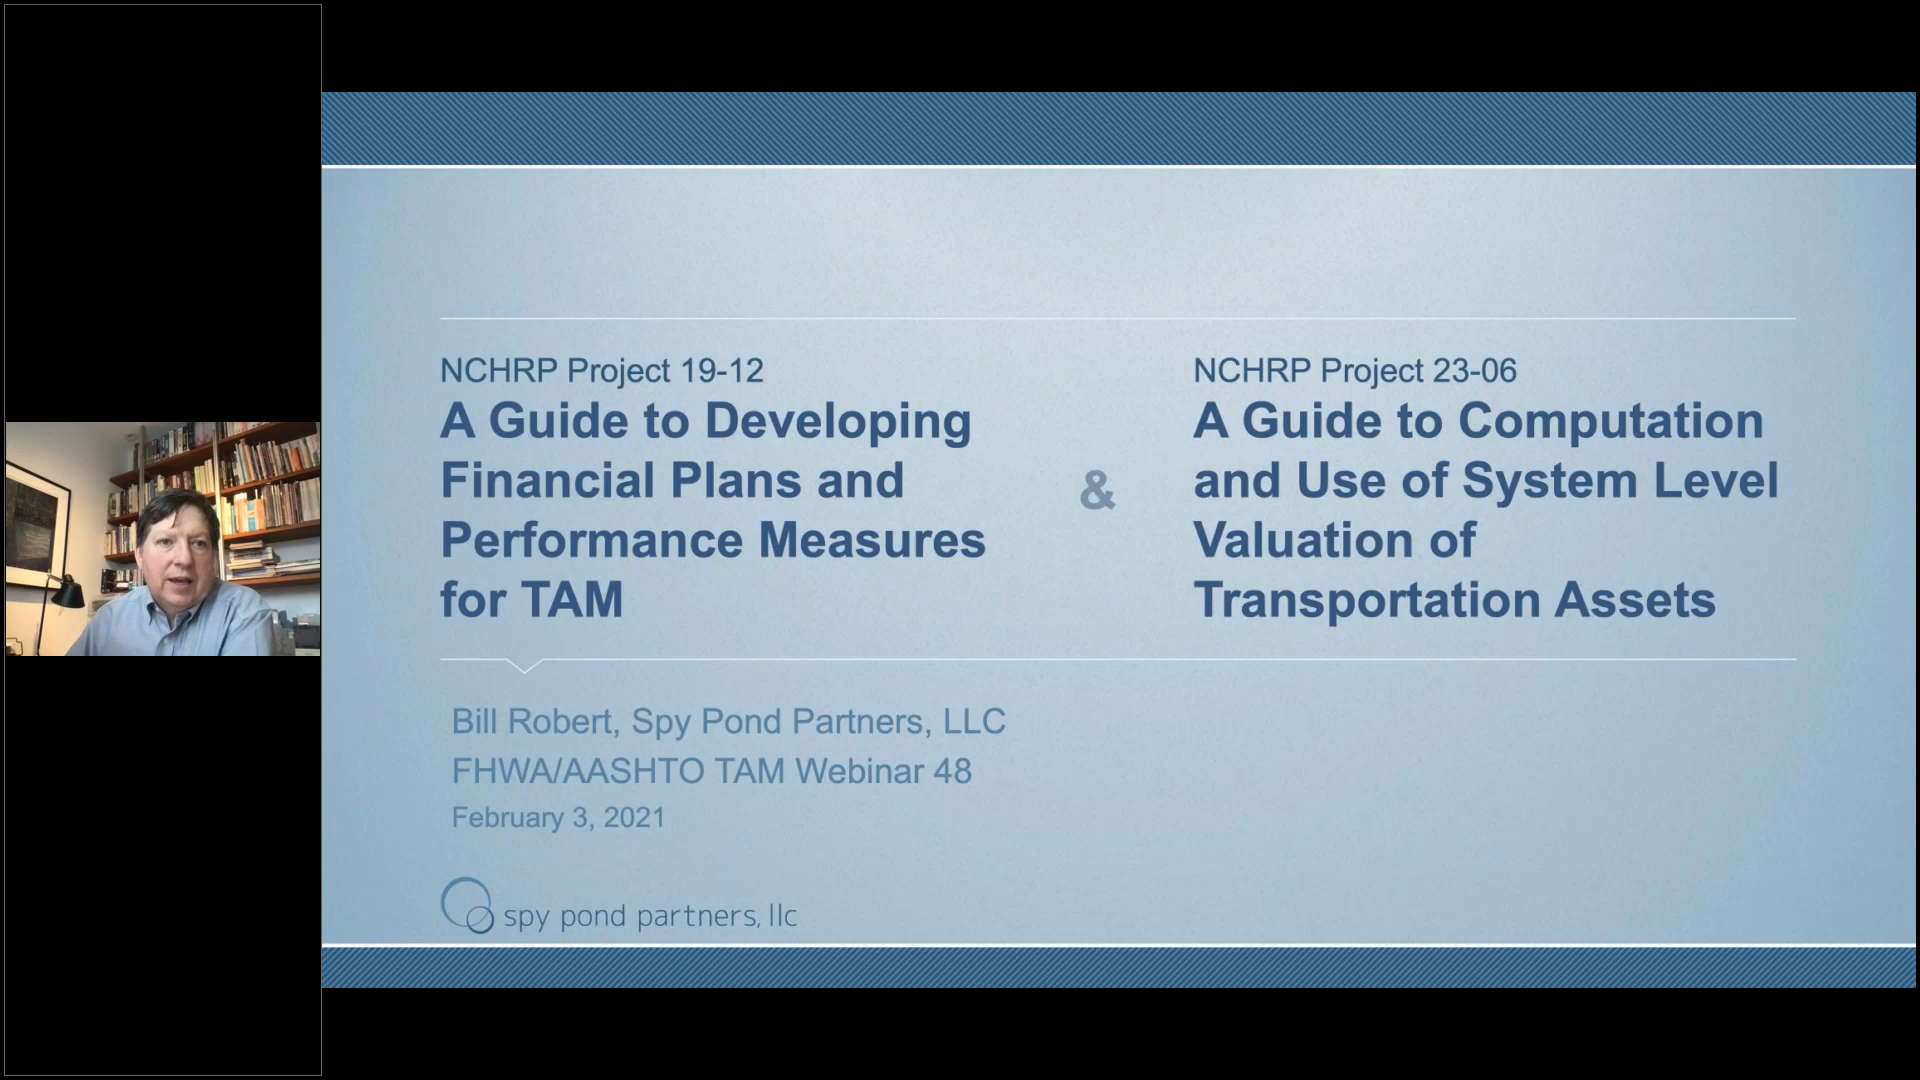 NCHRP Project 19-12
A Guide to Developing
Financial Plans and
Performance Measures
for TAM
&
NCHRP Project 23-06
A Guide to Computation
and Use of System Level
Valuation of
Transportation Assets
Bill Robert, Spy Pond Partners, LLC
FHWA/AASHTO TAM Webinar 48
February 3, 2021
spy pond partners, llc